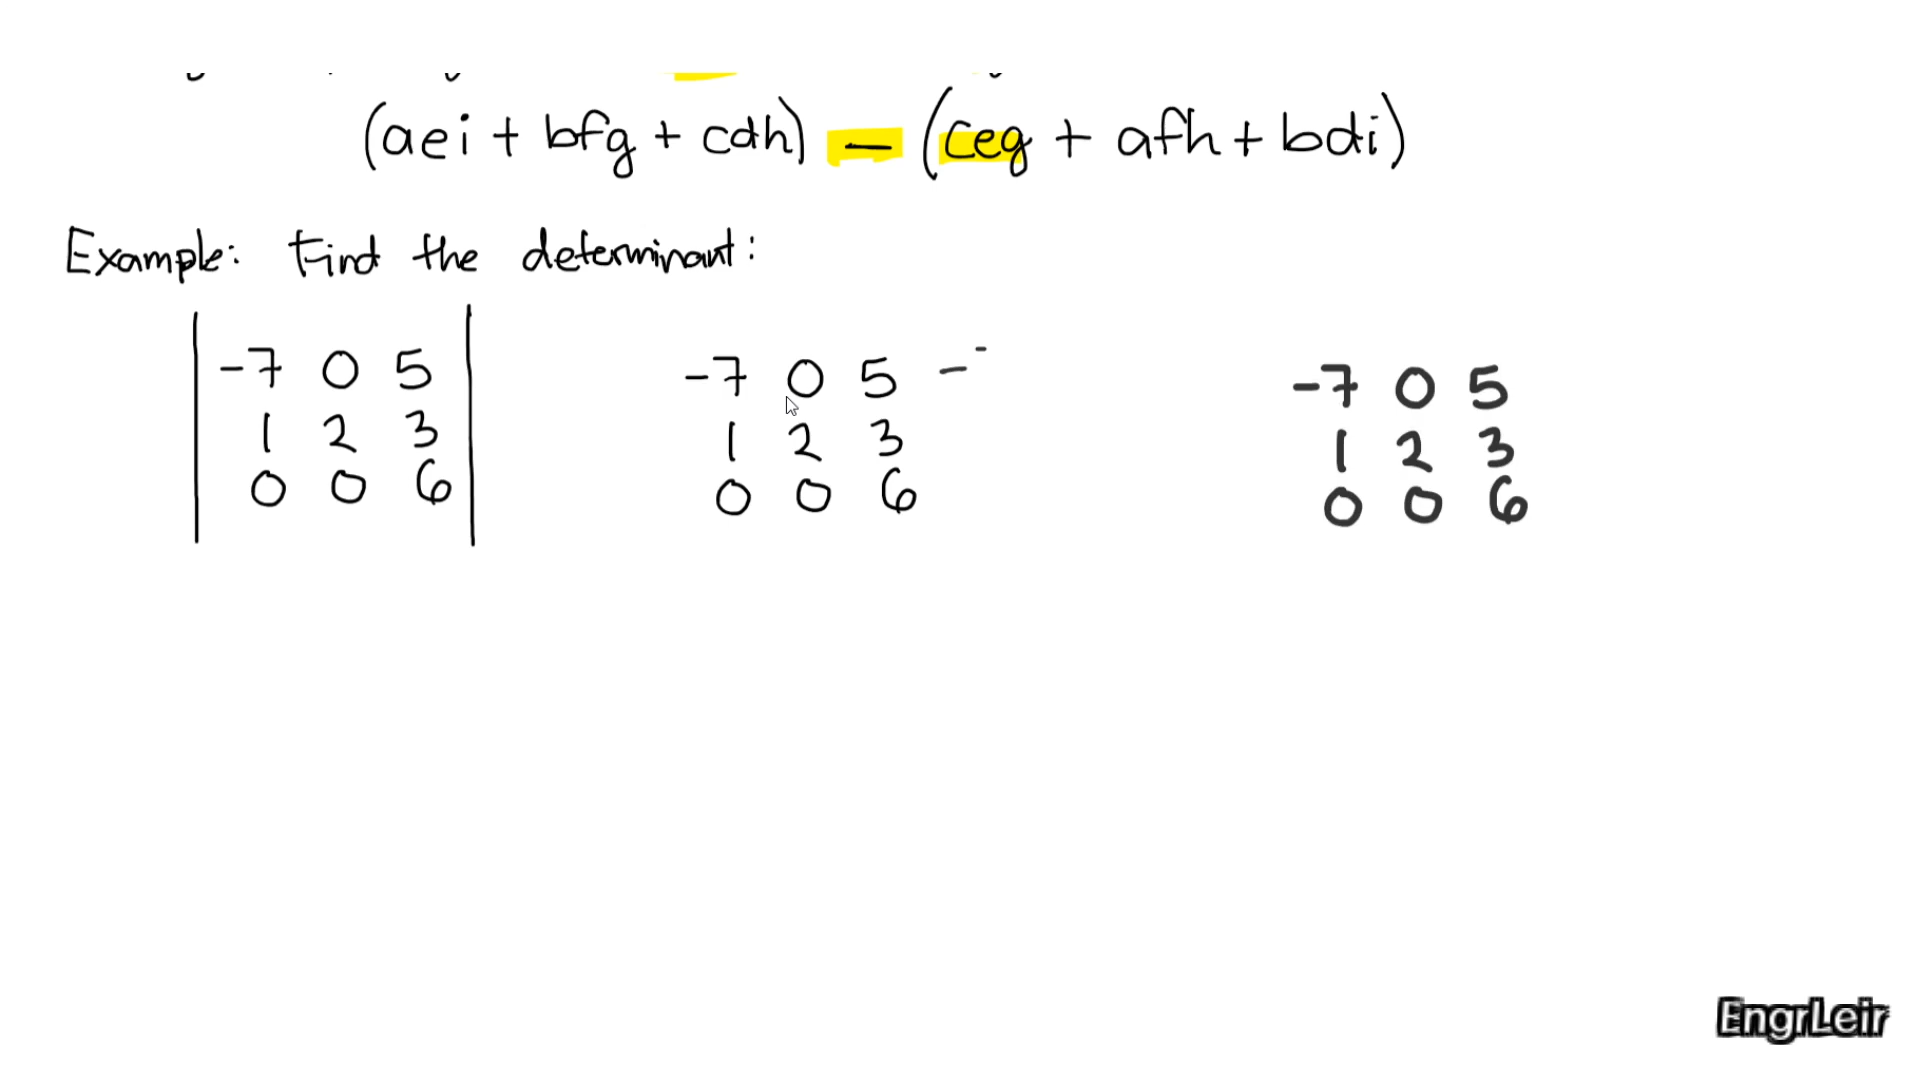 (aei + bfg + cdh) − (ceg + afh + bdi)
Example: Find the determinant:
-7 0 5
1 2 3
0 0 6
-7 0 5 -
1 2 3
0 0 6
-7 0 5
1 2 3
0 0 6
EngrLeir